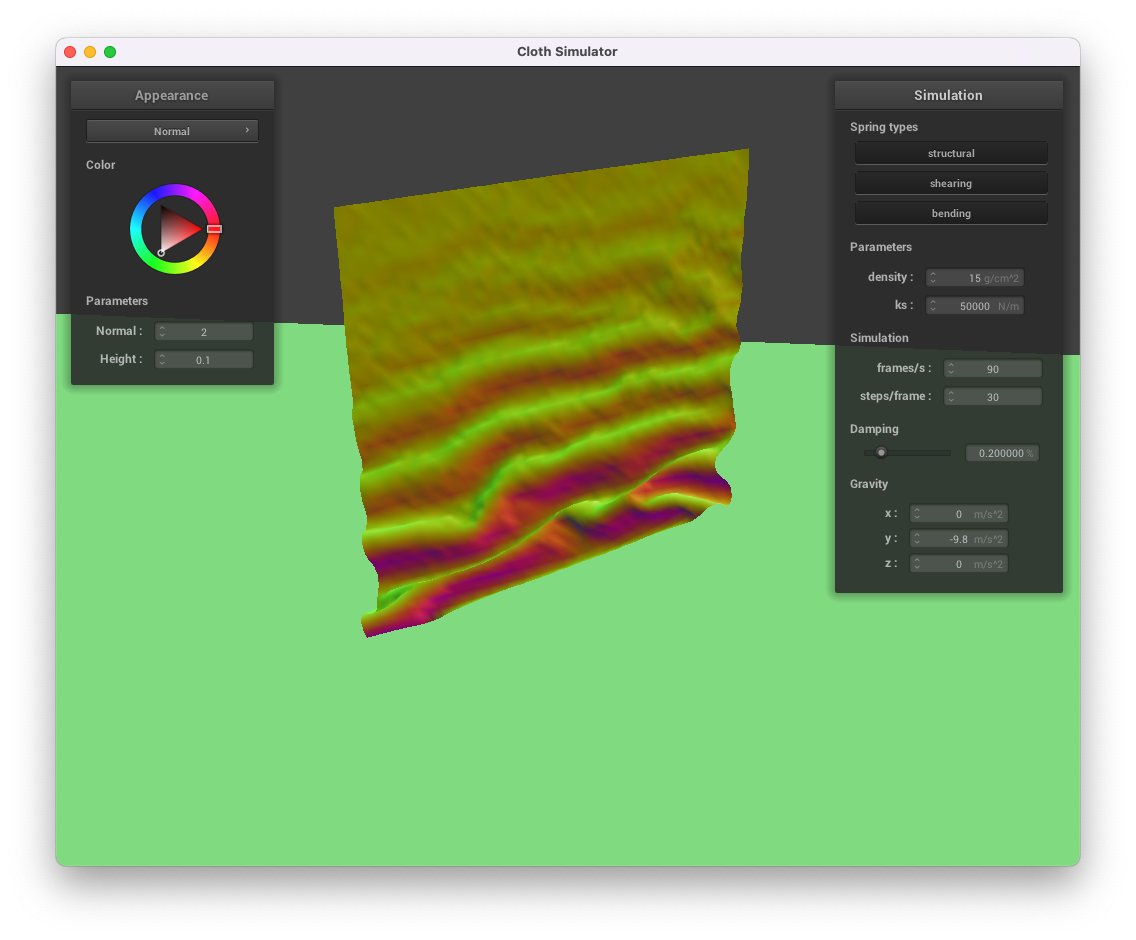 Cloth Simulator
Appearance
Normal ›
Color
Parameters
Normal : 2
Height : 0.1
Simulation
Spring types
structural
shearing
bending
Parameters
density : 15 g/cm^2
ks : 50000 N/m
Simulation
frames/s : 90
steps/frame : 30
Damping
0.200000 %
Gravity
x : 0 m/s^2
y : -9.8 m/s^2
z : 0 m/s^2